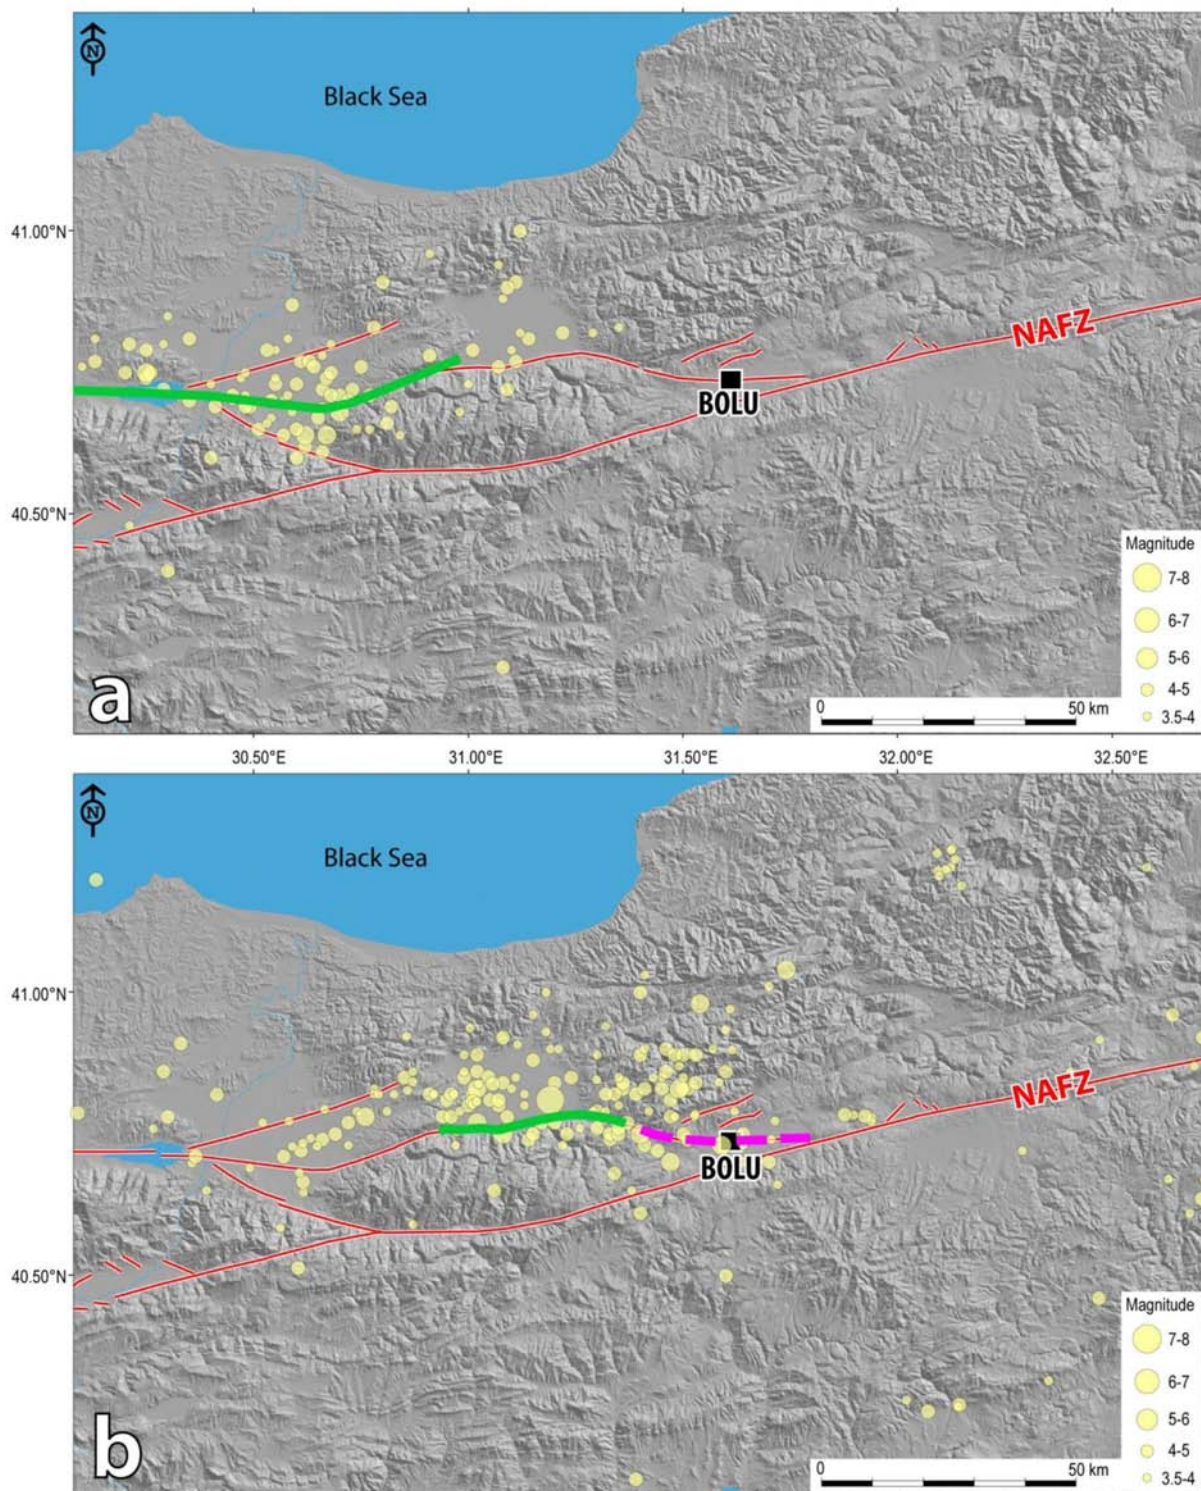 N
Black Sea
41.00°N
NAFZ
BOLU
40.50°N
Magnitude
7-8
6-7
5-6
4-5
3.5-4
a
0 50 km
30.50°E 31.00°E 31.50°E 32.00°E 32.50°E
N
Black Sea
41.00°N
NAFZ
BOLU
40.50°N
Magnitude
7-8
6-7
5-6
4-5
3.5-4
b
0 50 km